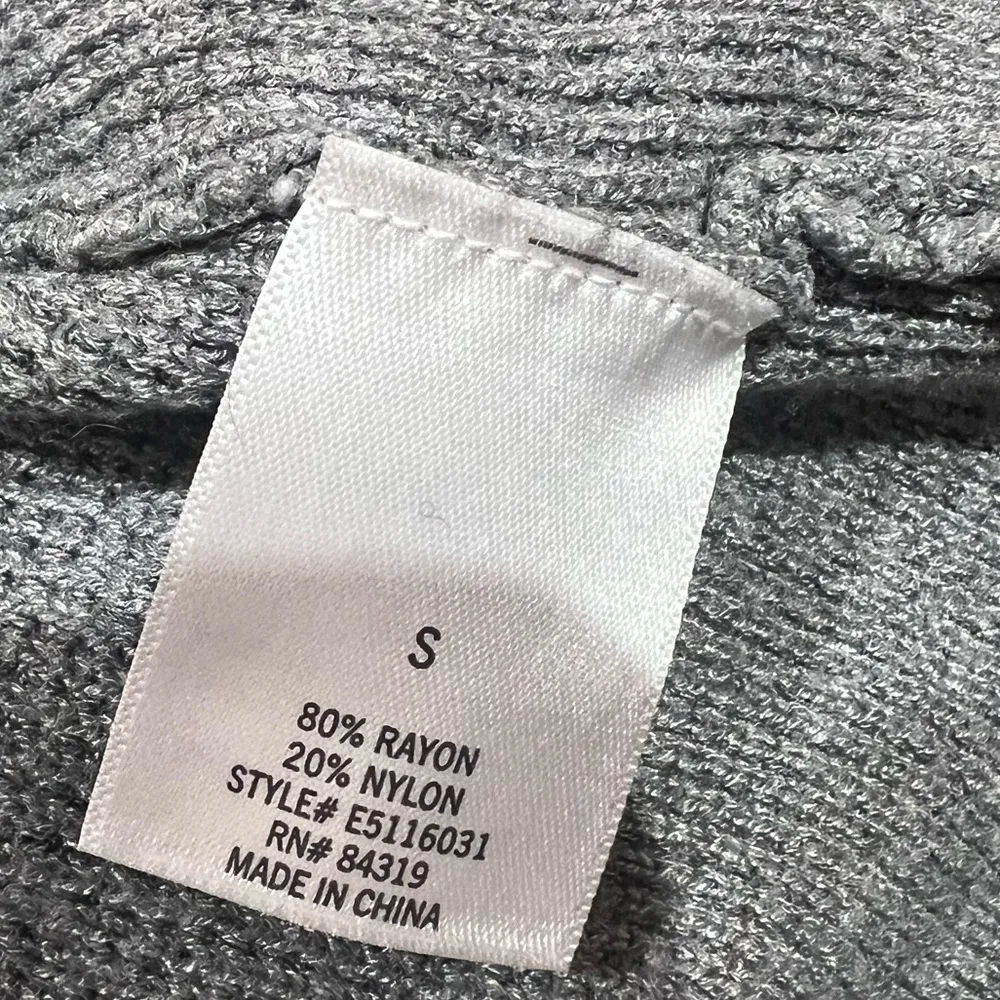 S
80% RAYON
20% NYLON
STYLE# E5116031
RN# 84319
MADE IN CHINA